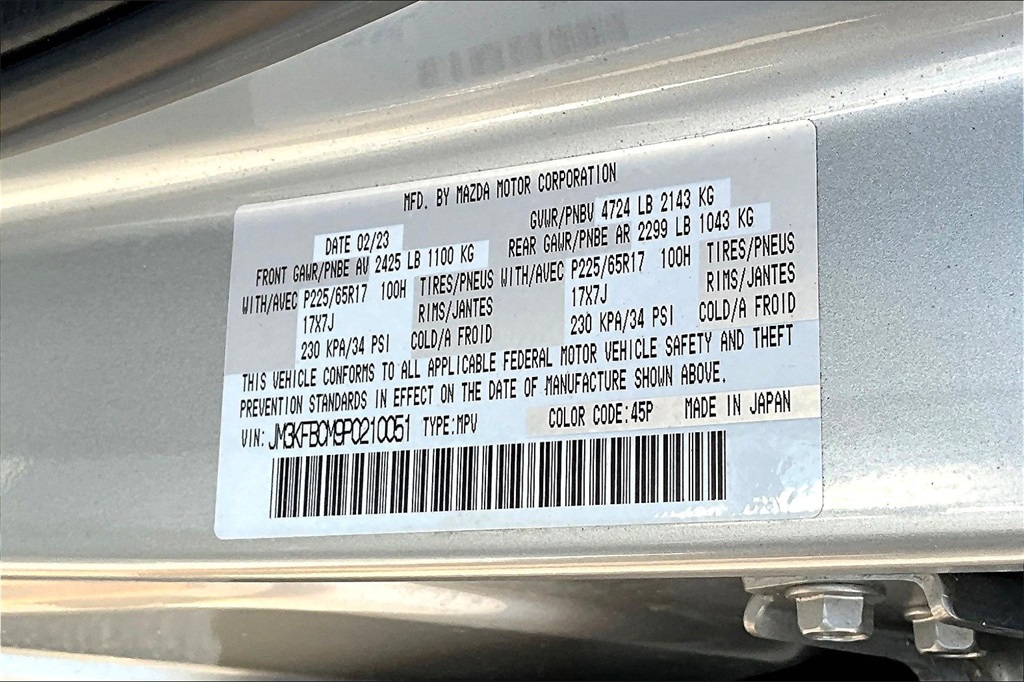 MFD. BY MAZDA MOTOR CORPORATION
DATE 02/23 GVWR/PNBV 4724 LB 2143 KG
FRONT GAWR/PNBE AV 2425 LB 1100 KG REAR GAWR/PNBE AR 2299 LB 1043 KG
WITH/AVEC P225/65R17 100H TIRES/PNEUS WITH/AVEC P225/65R17 100H TIRES/PNEUS
17X7J RIMS/JANTES 17X7J RIMS/JANTES
230 KPA/34 PSI COLD/A FROID 230 KPA/34 PSI COLD/A FROID
THIS VEHICLE CONFORMS TO ALL APPLICABLE FEDERAL MOTOR VEHICLE SAFETY AND THEFT
PREVENTION STANDARDS IN EFFECT ON THE DATE OF MANUFACTURE SHOWN ABOVE.
VIN: JM3KFBCM9P0210051 TYPE:MPV COLOR CODE:45P MADE IN JAPAN